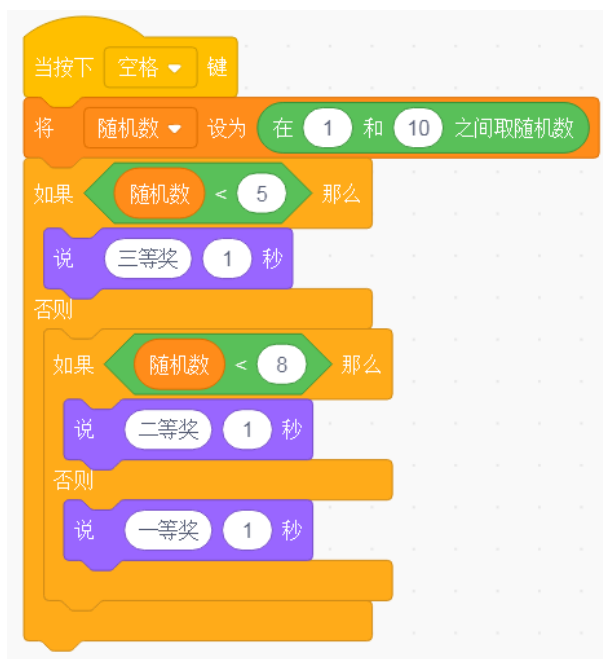 当按下 空格 键
将 随机数 设为 在 1 和 10 之间取随机数
如果 随机数 < 5 那么
说 三等奖 1 秒
否则
如果 随机数 < 8 那么
说 二等奖 1 秒
否则
说 一等奖 1 秒